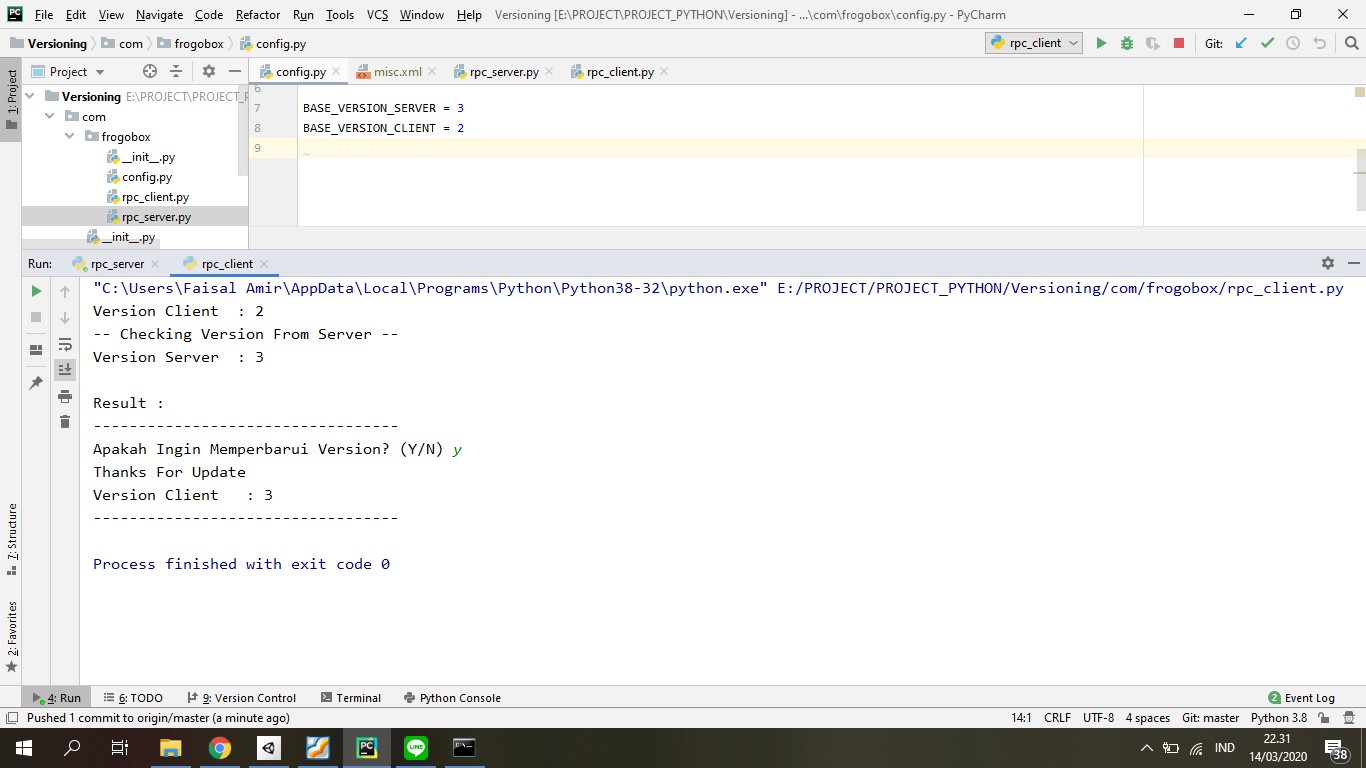 PC File Edit View Navigate Code Refactor Run Tools VCS Window Help Versioning [E:\PROJECT\PROJECT_PYTHON\Versioning] - ...\com\frogobox\config.py - PyCharm
Versioning com frogobox config.py rpc_client Git:
1: Project
Project config.py misc.xml rpc_server.py rpc_client.py
Versioning E:\PROJECT\PROJECT_P
com
frogobox
__init__.py
config.py
rpc_client.py
rpc_server.py
__init__.py
6
7 BASE_VERSION_SERVER = 3
8 BASE_VERSION_CLIENT = 2
9
Run: rpc_server rpc_client
"C:\Users\Faisal Amir\AppData\Local\Programs\Python\Python38-32\python.exe" E:/PROJECT/PROJECT_PYTHON/Versioning/com/frogobox/rpc_client.py
Version Client  : 2
-- Checking Version From Server --
Version Server  : 3
Result :
----------------------------------
Apakah Ingin Memperbarui Version? (Y/N) y
Thanks For Update
Version Client   : 3
----------------------------------
Process finished with exit code 0
7: Structure
2: Favorites
4: Run 6: TODO 9: Version Control Terminal Python Console 2 Event Log
Pushed 1 commit to origin/master (a minute ago) 14:1 CRLF UTF-8 4 spaces Git: master Python 3.8
PC LINE C:\. IND 22.31
14/03/2020 38